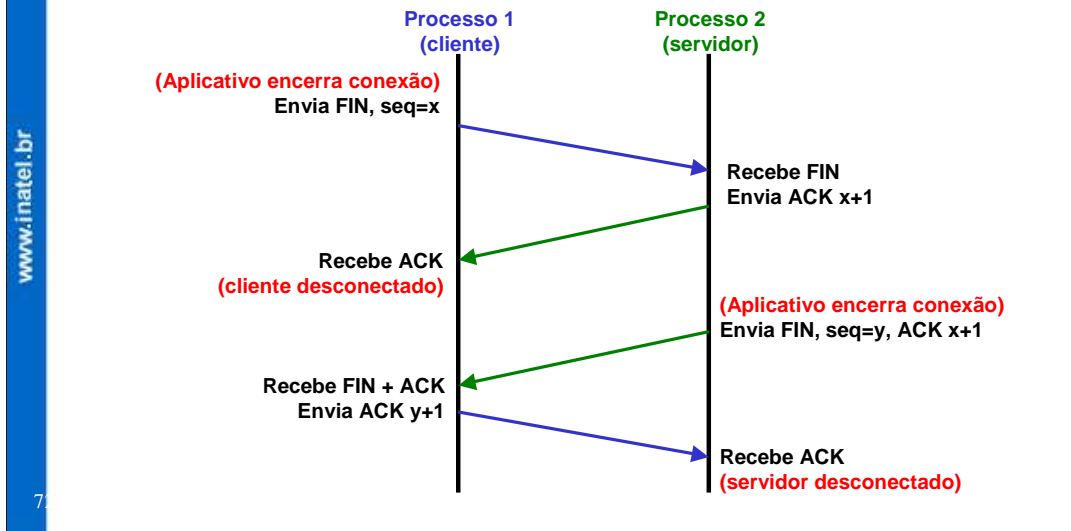 Processo 1
(cliente)
Processo 2
(servidor)
(Aplicativo encerra conexão)
Envia FIN, seq=x
Recebe FIN
Envia ACK x+1
Recebe ACK
(cliente desconectado)
(Aplicativo encerra conexão)
Envia FIN, seq=y, ACK x+1
Recebe FIN + ACK
Envia ACK y+1
Recebe ACK
(servidor desconectado)
www.inatel.br